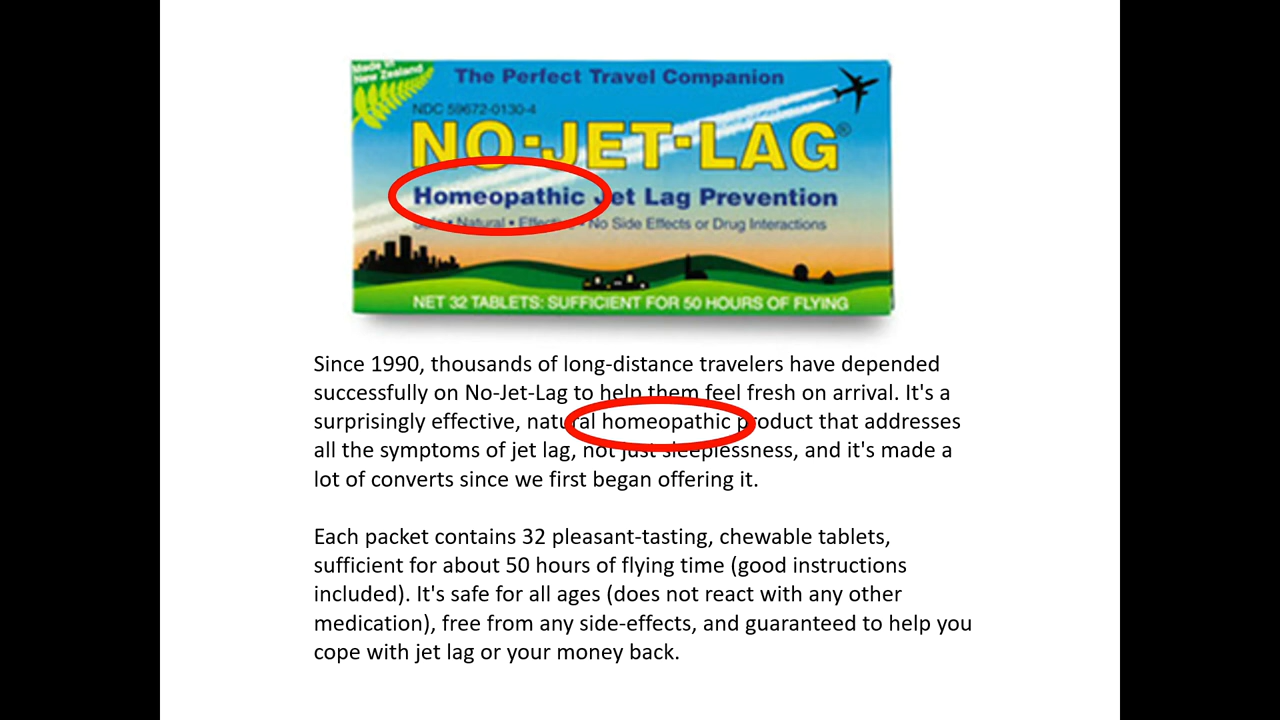 Made in
New Zealand
The Perfect Travel Companion
NDC 59672-0130-4
NO-JET-LAG®
Homeopathic Jet Lag Prevention
Safe • Natural • Effective • No Side Effects or Drug Interactions
NET 32 TABLETS: SUFFICIENT FOR 50 HOURS OF FLYING
Since 1990, thousands of long-distance travelers have depended
successfully on No-Jet-Lag to help them feel fresh on arrival. It's a
surprisingly effective, natural homeopathic product that addresses
all the symptoms of jet lag, not just sleeplessness, and it's made a
lot of converts since we first began offering it.
Each packet contains 32 pleasant-tasting, chewable tablets,
sufficient for about 50 hours of flying time (good instructions
included). It's safe for all ages (does not react with any other
medication), free from any side-effects, and guaranteed to help you
cope with jet lag or your money back.